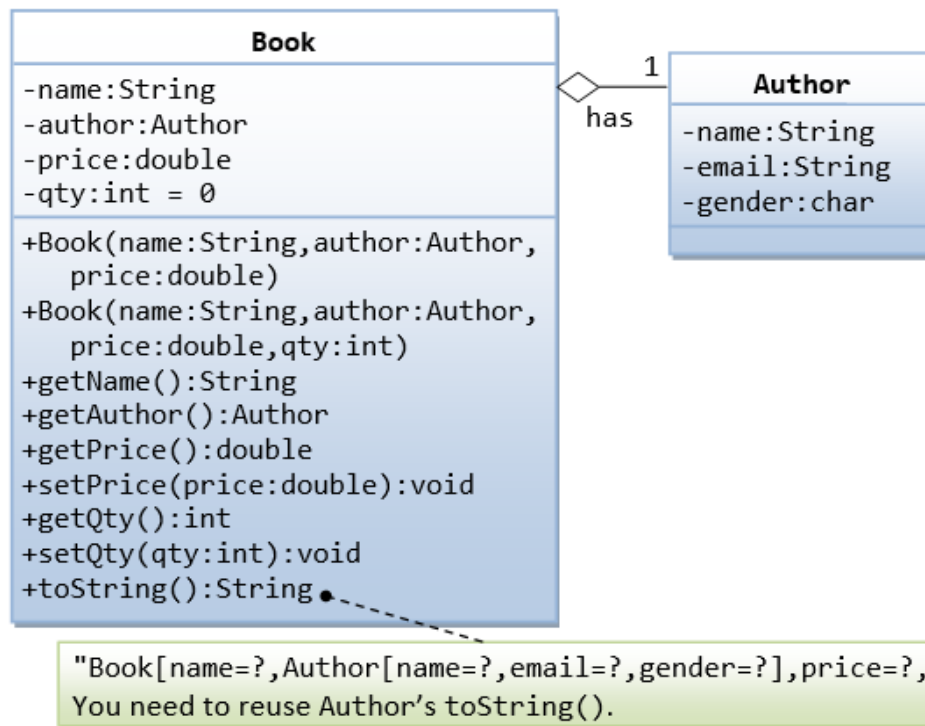 Book
-name:String
-author:Author
-price:double
-qty:int = 0
+Book(name:String,author:Author,
price:double)
+Book(name:String,author:Author,
price:double,qty:int)
+getName():String
+getAuthor():Author
+getPrice():double
+setPrice(price:double):void
+getQty():int
+setQty(qty:int):void
+toString():String
1
has
Author
-name:String
-email:String
-gender:char
"Book[name=?,Author[name=?,email=?,gender=?],price=?,
You need to reuse Author's toString().